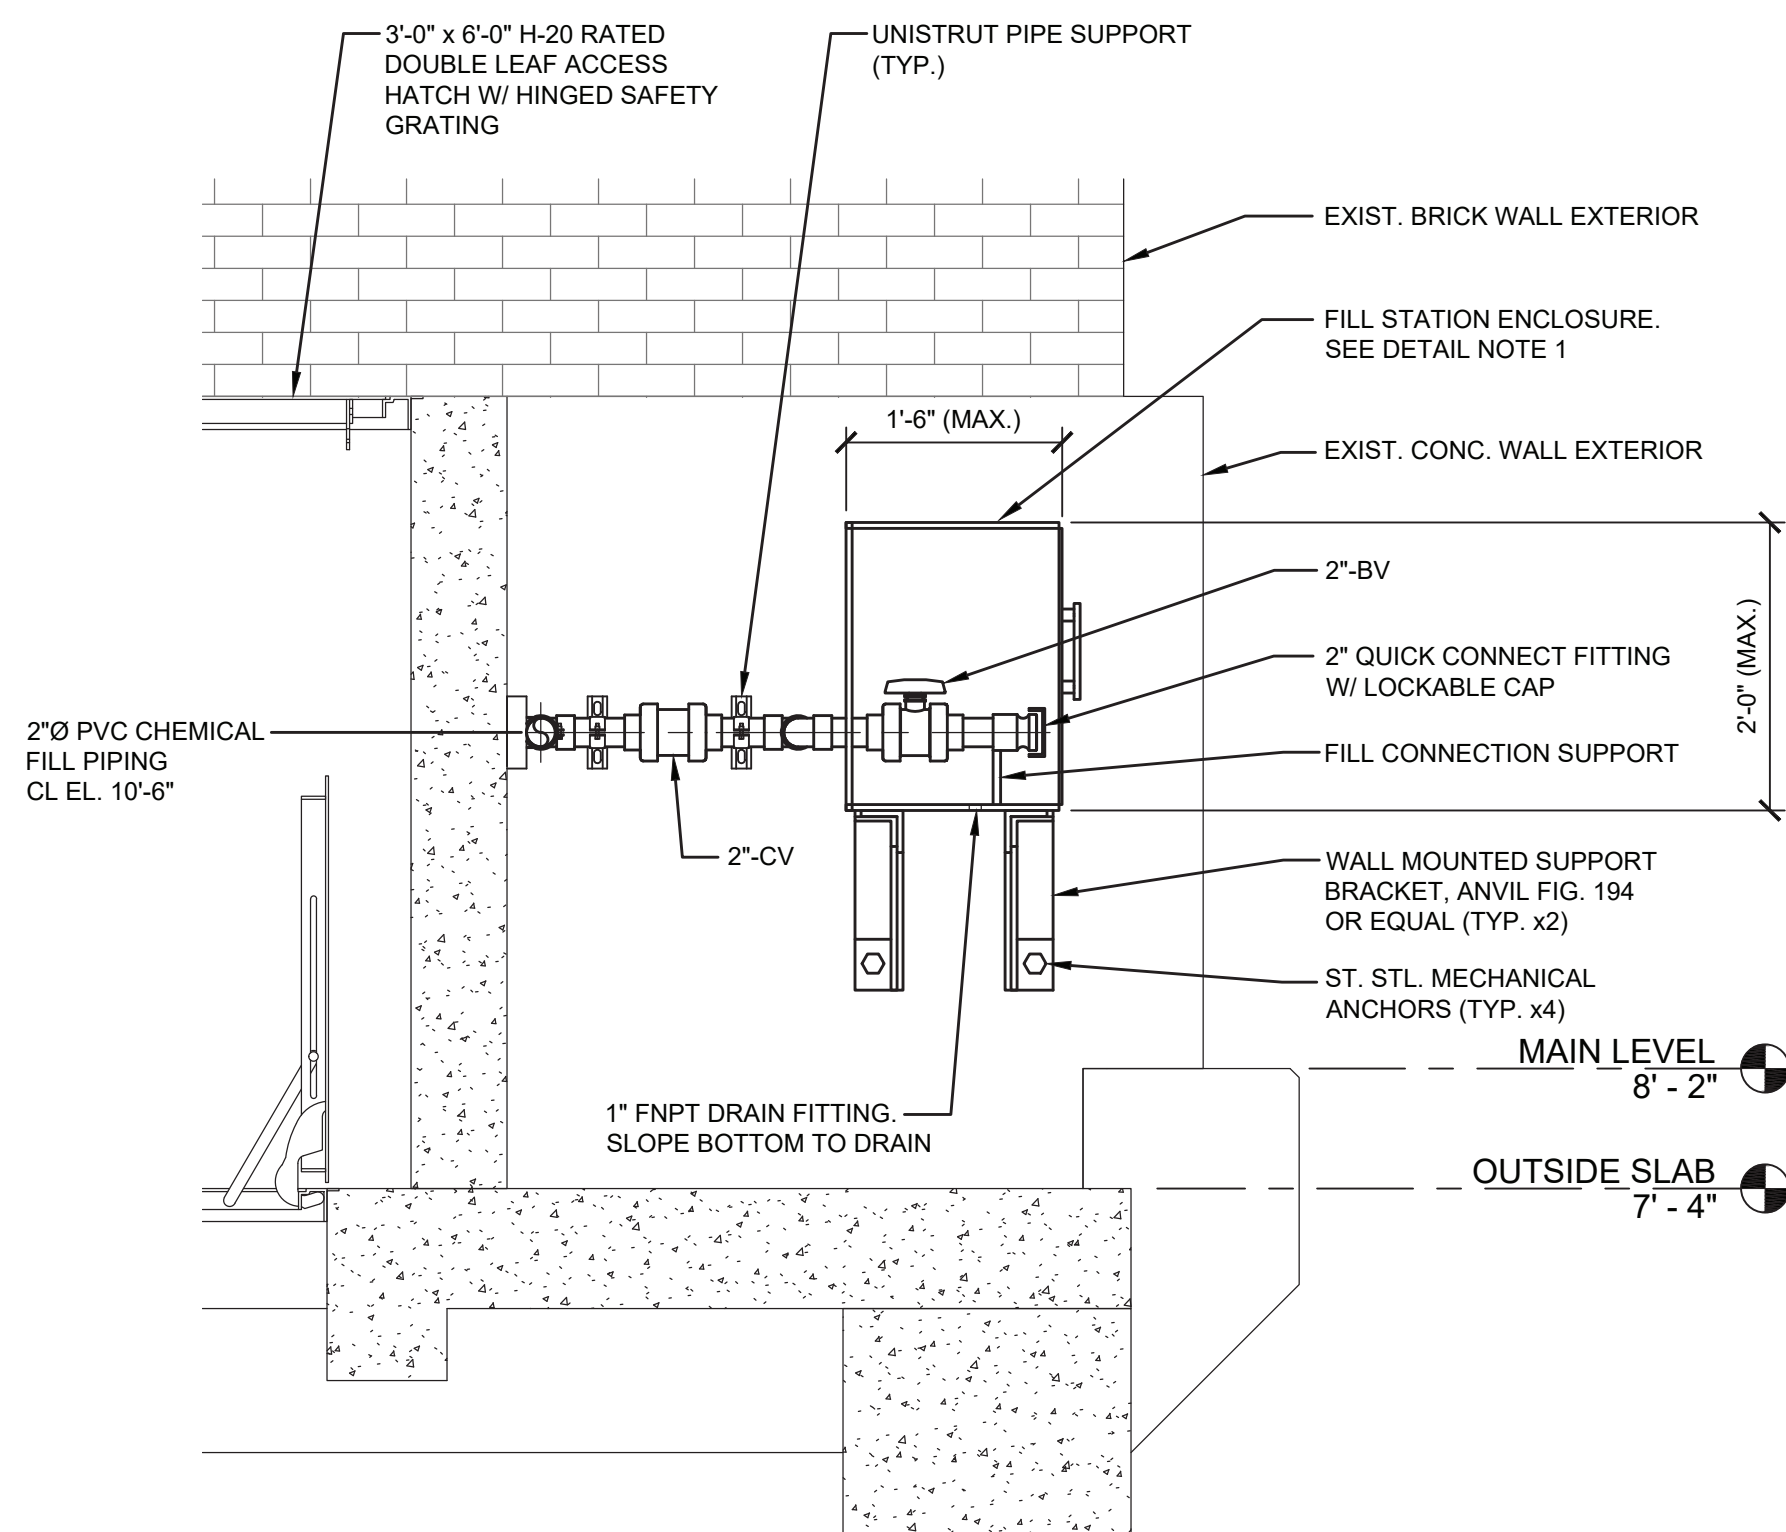 3'-0" x 6'-0" H-20 RATED
DOUBLE LEAF ACCESS
HATCH W/ HINGED SAFETY
GRATING
UNISTRUT PIPE SUPPORT
(TYP.)
EXIST. BRICK WALL EXTERIOR
FILL STATION ENCLOSURE.
SEE DETAIL NOTE 1
1'-6" (MAX.)
EXIST. CONC. WALL EXTERIOR
2"-BV
2'-0" (MAX.)
2" QUICK CONNECT FITTING
W/ LOCKABLE CAP
2"Ø PVC CHEMICAL
FILL PIPING
CL EL. 10'-6"
FILL CONNECTION SUPPORT
2"-CV
WALL MOUNTED SUPPORT
BRACKET, ANVIL FIG. 194
OR EQUAL (TYP. x2)
ST. STL. MECHANICAL
ANCHORS (TYP. x4)
MAIN LEVEL
8' - 2"
1" FNPT DRAIN FITTING.
SLOPE BOTTOM TO DRAIN
OUTSIDE SLAB
7' - 4"